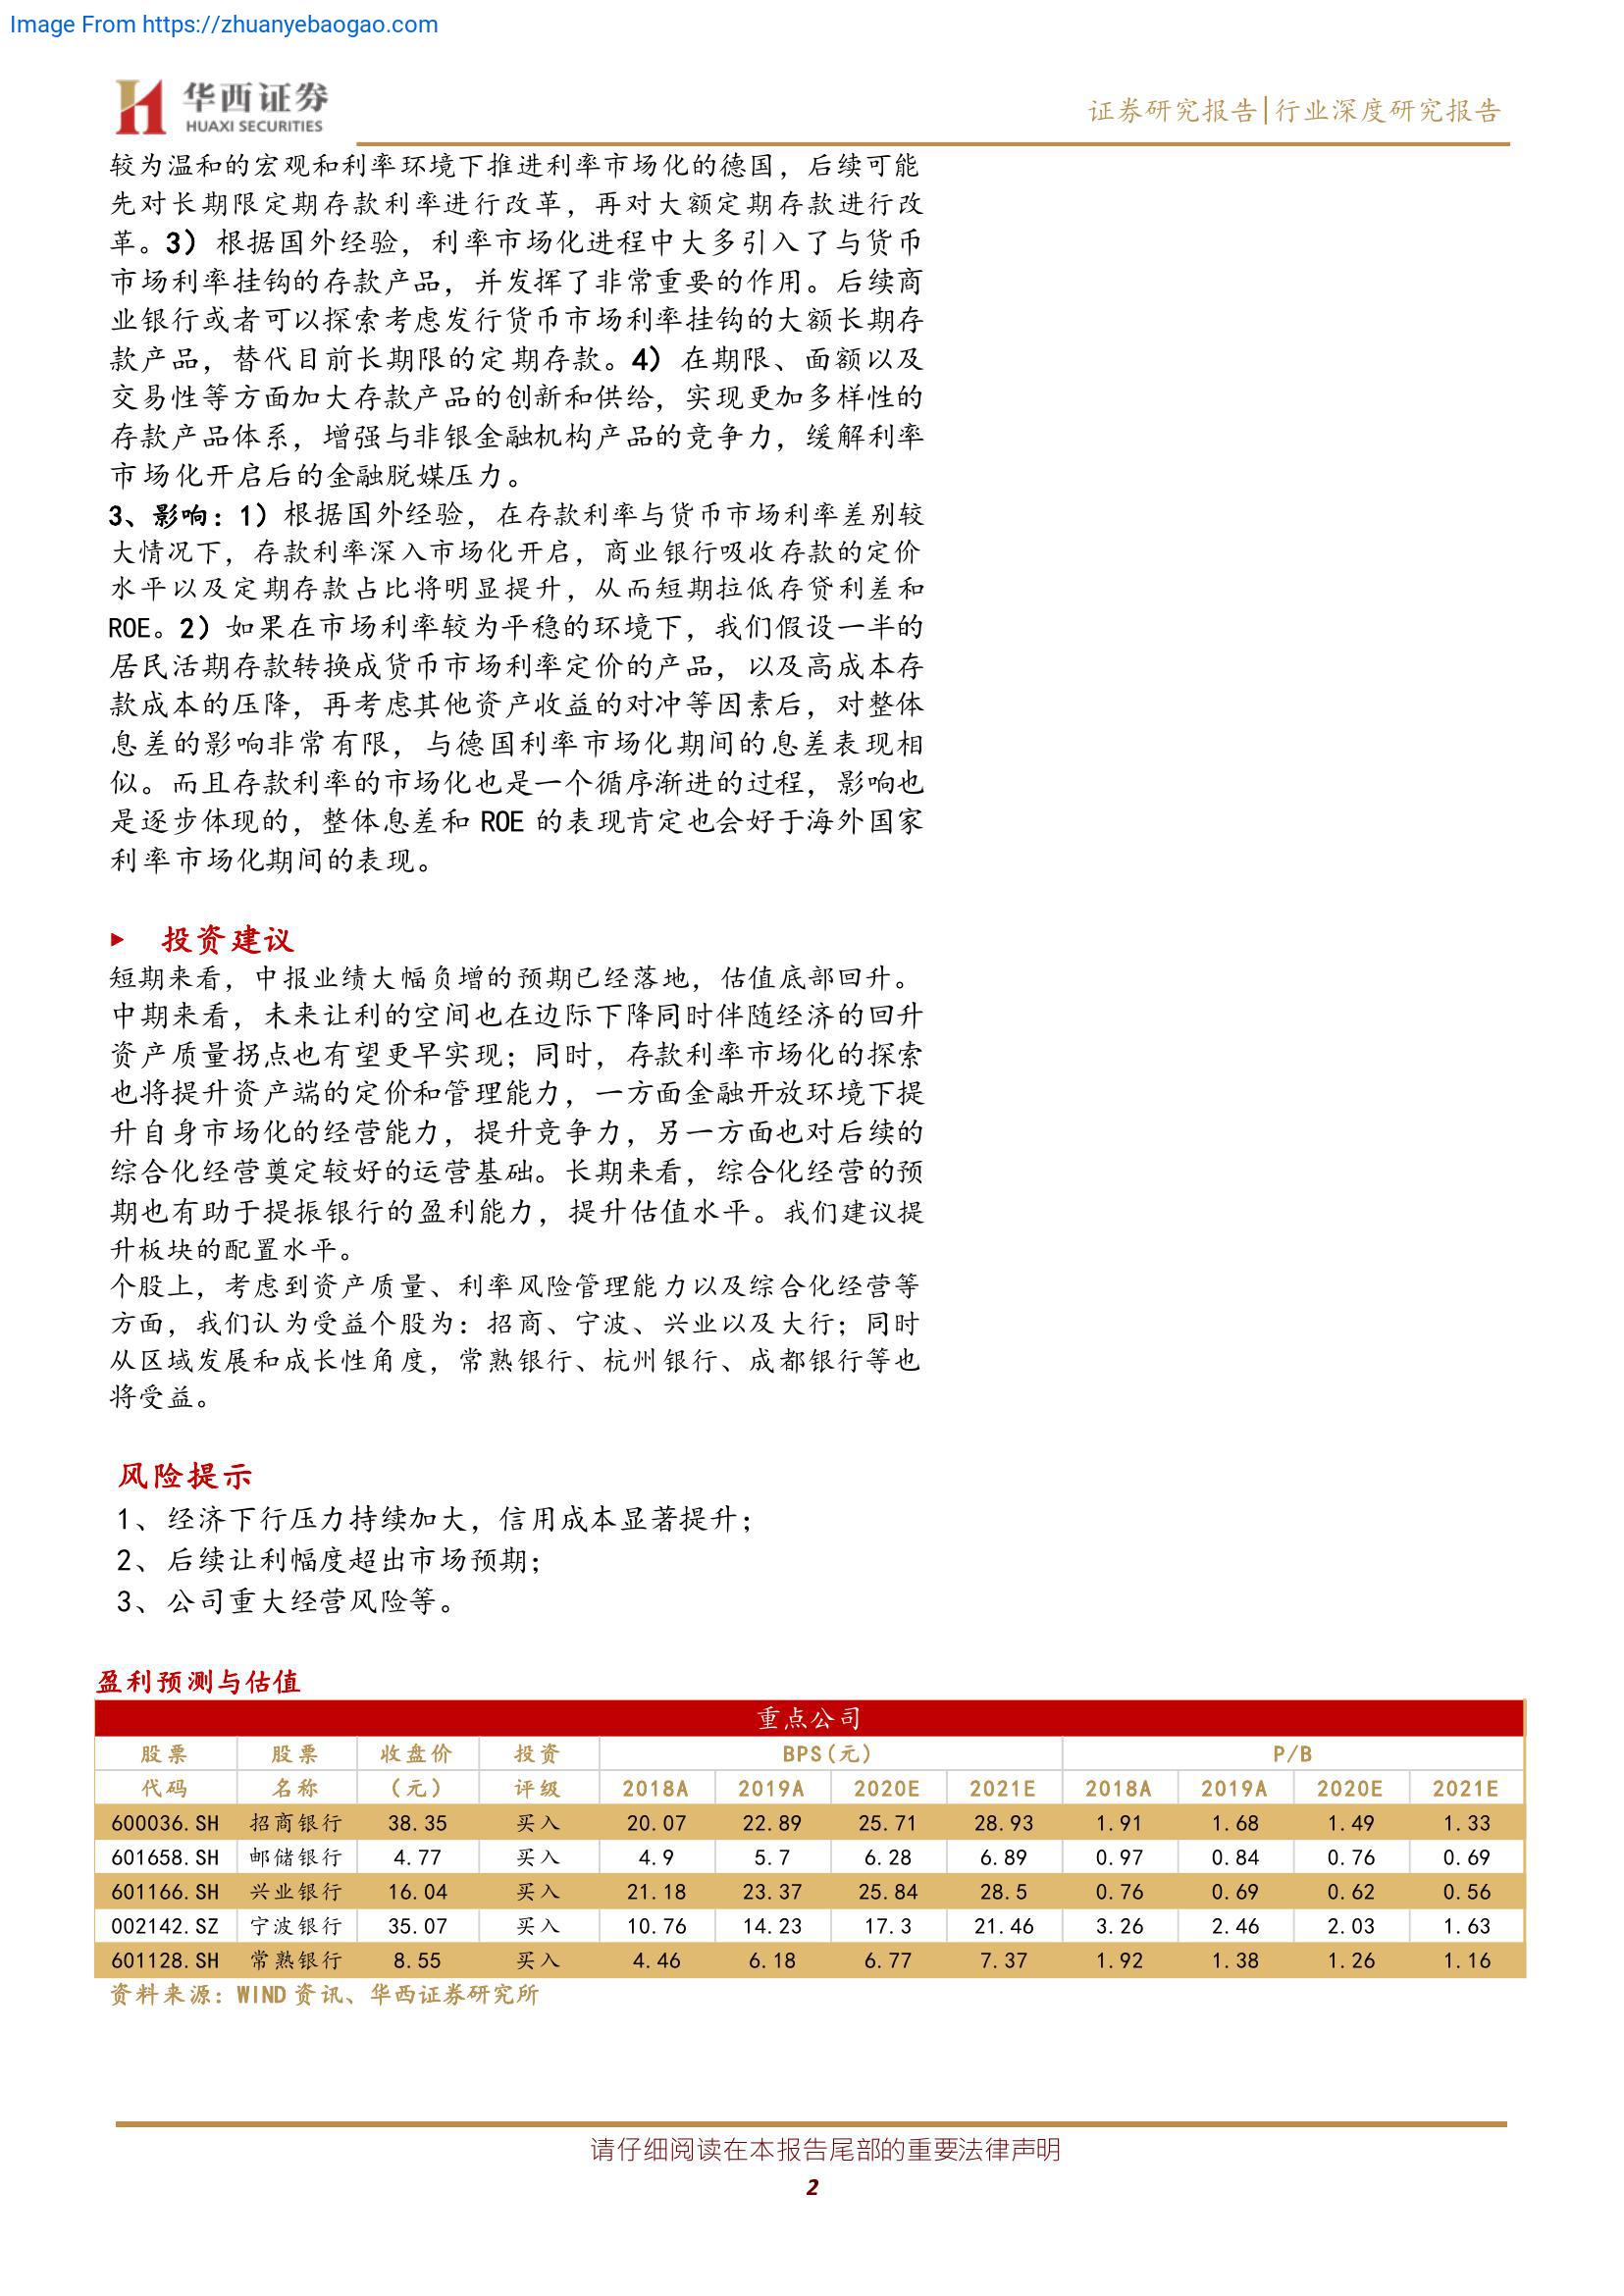 Image From https://zhuanyebaogao.com
华西证券
HUAXI SECURITIES
证券研究报告|行业深度研究报告
较为温和的宏观和利率环境下推进利率市场化的德国，后续可能
先对长期限定期存款利率进行改革，再对大额定期存款进行改
革。3）根据国外经验，利率市场化进程中大多引入了与货币
市场利率挂钩的存款产品，并发挥了非常重要的作用。后续商
业银行或者可以探索考虑发行货币市场利率挂钩的大额长期存
款产品，替代目前长期限的定期存款。4）在期限、面额以及
交易性等方面加大存款产品的创新和供给，实现更加多样性的
存款产品体系，增强与非银金融机构产品的竞争力，缓解利率
市场化开启后的金融脱媒压力。
3、影响：1）根据国外经验，在存款利率与货币市场利率差别较
大情况下，存款利率深入市场化开启，商业银行吸收存款的定价
水平以及定期存款占比将明显提升，从而短期拉低存贷利差和
ROE。2）如果在市场利率较为平稳的环境下，我们假设一半的
居民活期存款转换成货币市场利率定价的产品，以及高成本存
款成本的压降，再考虑其他资产收益的对冲等因素后，对整体
息差的影响非常有限，与德国利率市场化期间的息差表现相
似。而且存款利率的市场化也是一个循序渐进的过程，影响也
是逐步体现的，整体息差和 ROE 的表现肯定也会好于海外国家
利率市场化期间的表现。
投资建议
短期来看，中报业绩大幅负增的预期已经落地，估值底部回升。
中期来看，未来让利的空间也在边际下降同时伴随经济的回升
资产质量拐点也有望更早实现；同时，存款利率市场化的探索
也将提升资产端的定价和管理能力，一方面金融开放环境下提
升自身市场化的经营能力，提升竞争力，另一方面也对后续的
综合化经营奠定较好的运营基础。长期来看，综合化经营的预
期也有助于提振银行的盈利能力，提升估值水平。我们建议提
升板块的配置水平。
个股上，考虑到资产质量、利率风险管理能力以及综合化经营等
方面，我们认为受益个股为：招商、宁波、兴业以及大行；同时
从区域发展和成长性角度，常熟银行、杭州银行、成都银行等也
将受益。
风险提示
1、经济下行压力持续加大，信用成本显著提升；
2、后续让利幅度超出市场预期；
3、公司重大经营风险等。
盈利预测与估值
重点公司
股票 股票 收盘价 投资 BPS(元) P/B
代码 名称 (元) 评级 2018A 2019A 2020E 2021E 2018A 2019A 2020E 2021E
600036.SH 招商银行 38.35 买入 20.07 22.89 25.71 28.93 1.91 1.68 1.49 1.33
601658.SH 邮储银行 4.77 买入 4.9 5.7 6.28 6.89 0.97 0.84 0.76 0.69
601166.SH 兴业银行 16.04 买入 21.18 23.37 25.84 28.5 0.76 0.69 0.62 0.56
002142.SZ 宁波银行 35.07 买入 10.76 14.23 17.3 21.46 3.26 2.46 2.03 1.63
601128.SH 常熟银行 8.55 买入 4.46 6.18 6.77 7.37 1.92 1.38 1.26 1.16
资料来源：WIND 资讯、华西证券研究所
请仔细阅读在本报告尾部的重要法律声明
2